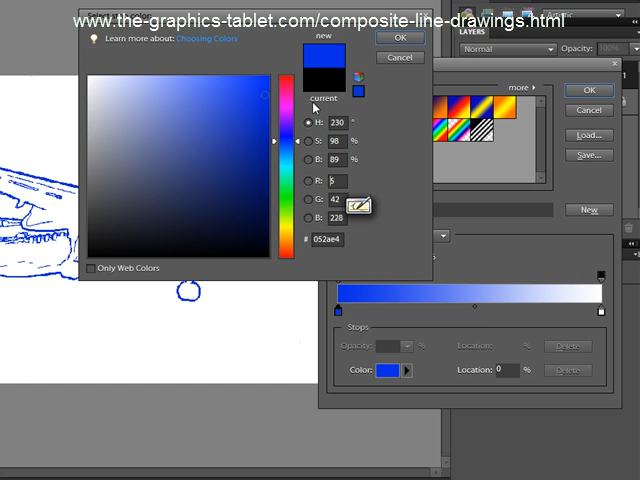 www.the-graphics-tablet.com/composite-line-drawings.html
Learn more about: Choosing Colors
new
current
OK
Cancel
H: 230 °
S: 98 %
B: 89 %
R: 5
G: 42
B: 228
# 052ae4
Only Web Colors
LAYERS
Normal
Opacity: 100%
more
OK
Cancel
Load...
Save...
New
Stops
Opacity: %
Location: %
Delete
Color:
Location: 0 %
Delete